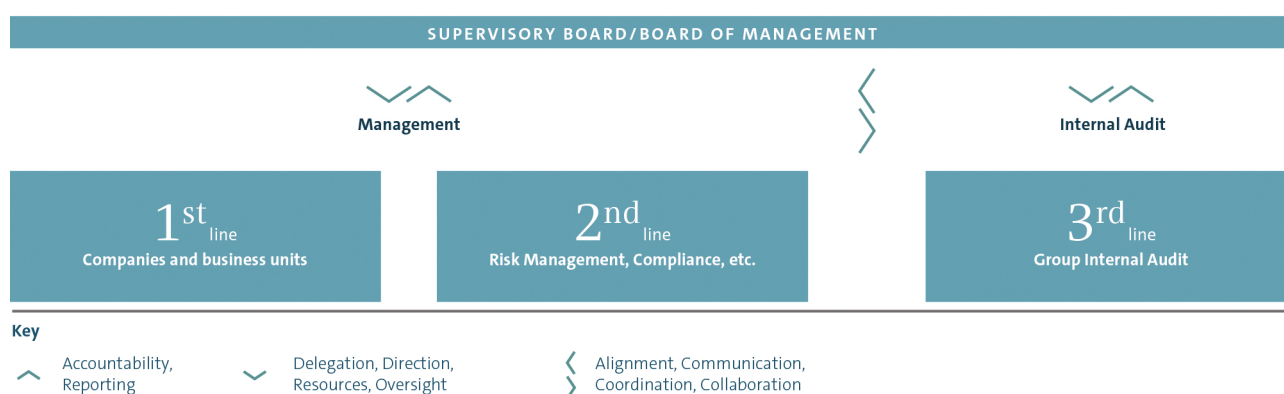 SUPERVISORY BOARD/BOARD OF MANAGEMENT
Management
Internal Audit
1st line
Companies and business units
2nd line
Risk Management, Compliance, etc.
3rd line
Group Internal Audit
Key
Accountability,
Reporting
Delegation, Direction,
Resources, Oversight
Alignment, Communication,
Coordination, Collaboration